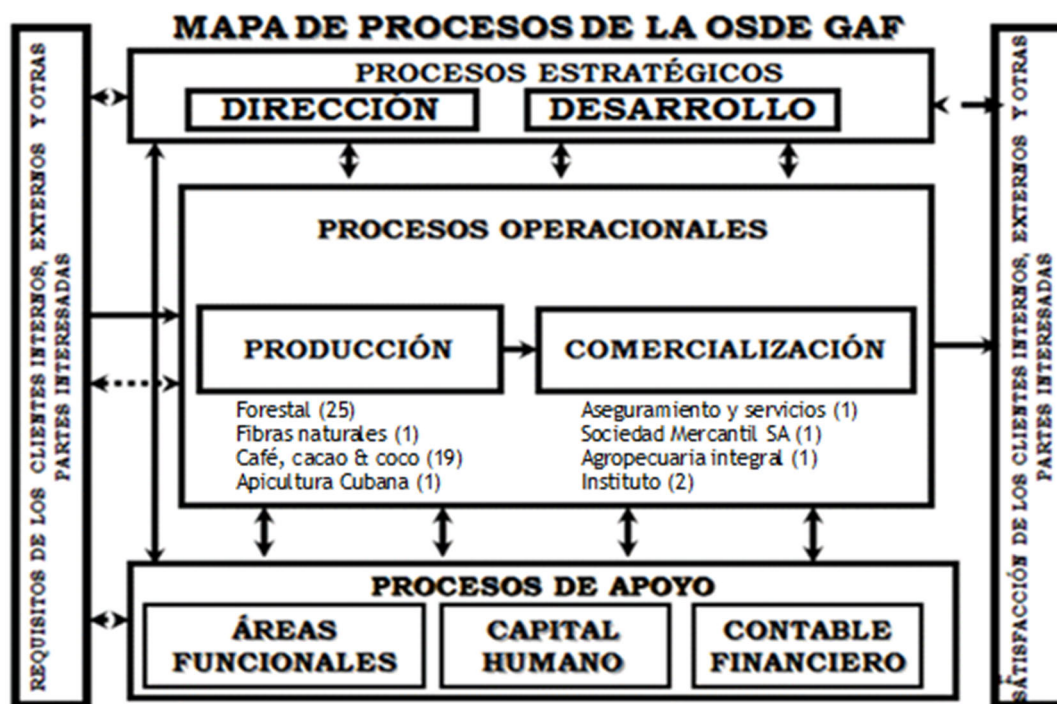 MAPA DE PROCESOS DE LA OSDE GAF
REQUISITOS DE LOS CLIENTES INTERNOS, EXTERNOS Y OTRAS
PARTES INTERESADAS
PROCESOS ESTRATÉGICOS
DIRECCIÓN
DESARROLLO
PROCESOS OPERACIONALES
PRODUCCIÓN
COMERCIALIZACIÓN
Forestal (25)
Fibras naturales (1)
Café, cacao & coco (19)
Apicultura Cubana (1)
Aseguramiento y servicios (1)
Sociedad Mercantil SA (1)
Agropecuaria integral (1)
Instituto (2)
PROCESOS DE APOYO
ÁREAS
FUNCIONALES
CAPITAL
HUMANO
CONTABLE
FINANCIERO
SATISFACCIÓN DE LOS CLIENTES INTERNOS, EXTERNOS Y OTRAS
PARTES INTERESADAS